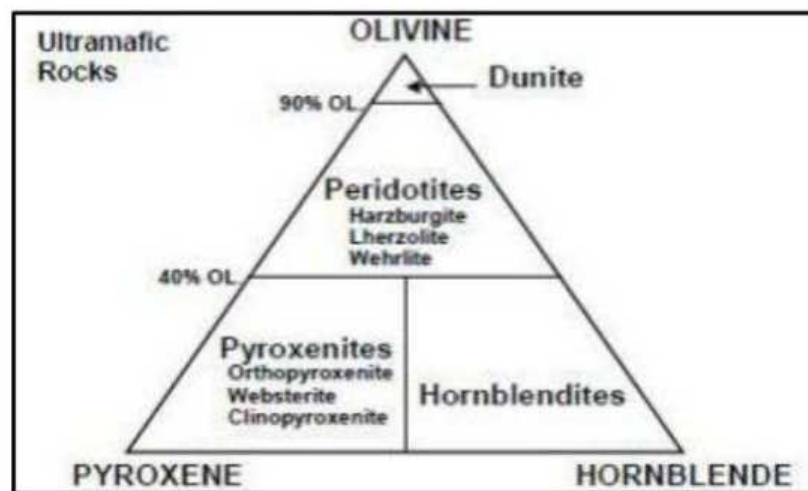 Ultramafic
Rocks
OLIVINE
Dunite
90% OL.
Peridotites
Harzburgite
Lherzolite
Wehrlite
40% OL.
Pyroxenites
Orthopyroxenite
Websterite
Clinopyroxenite
Hornblendites
PYROXENE
HORNBLENDE